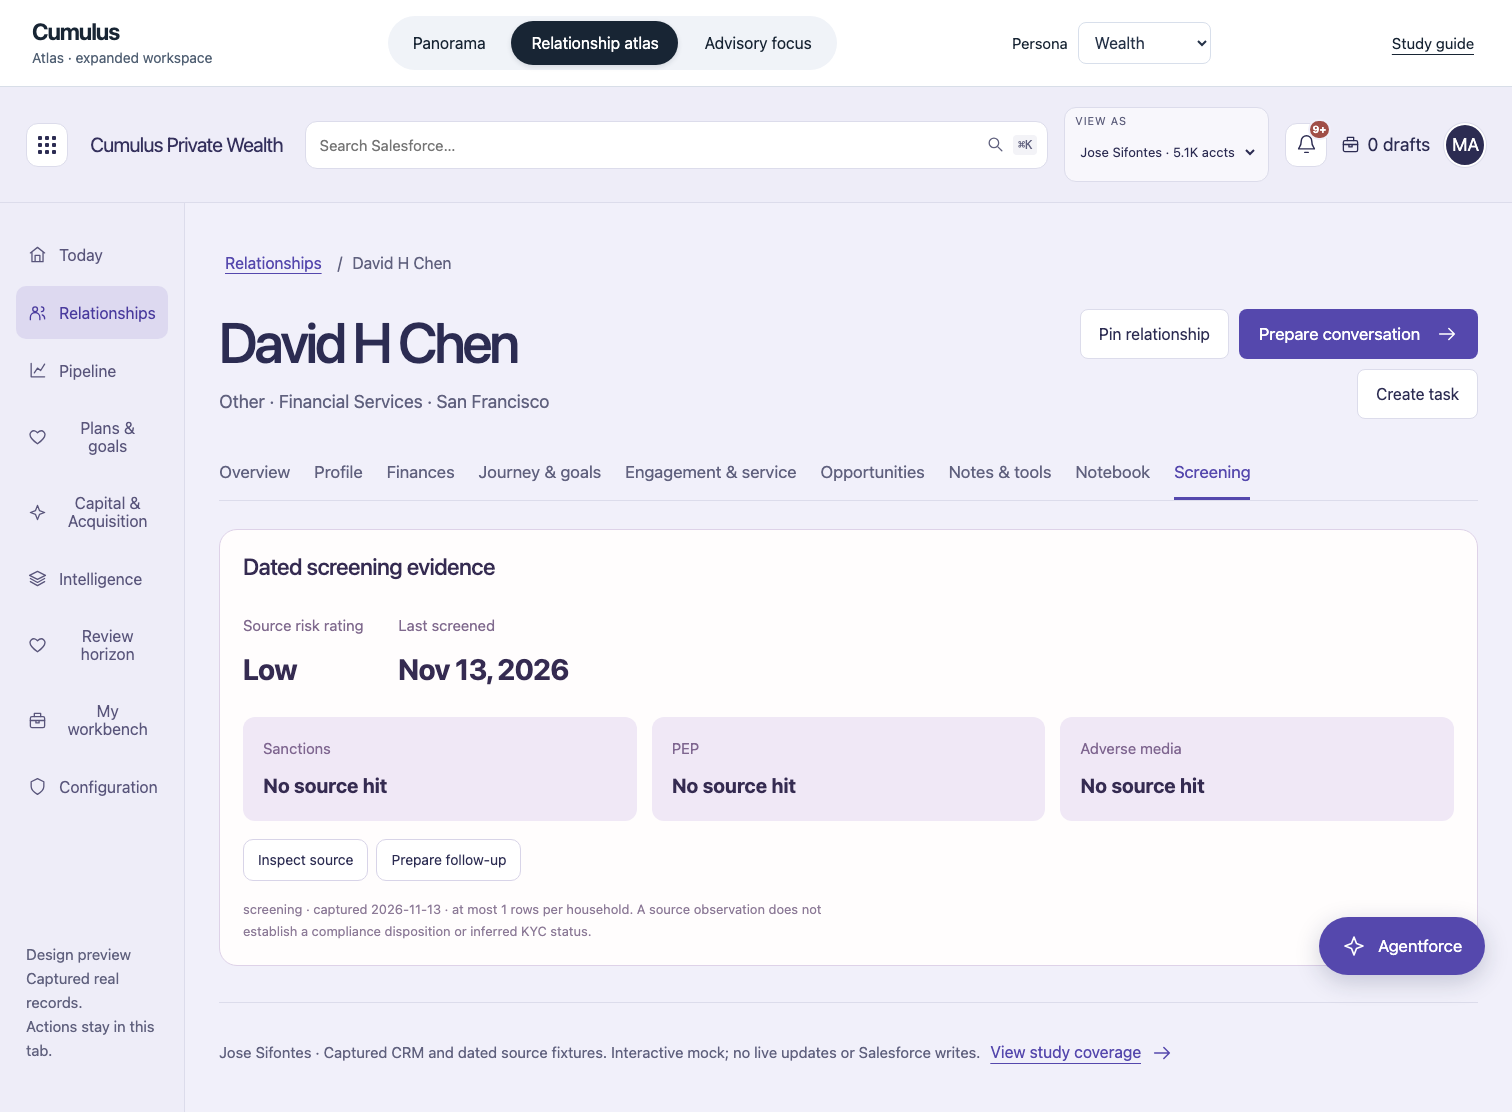 Cumulus
Atlas · expanded workspace
Panorama
Relationship atlas
Advisory focus
Persona
Wealth
Study guide
Cumulus Private Wealth
Search Salesforce...
⌘K
VIEW AS
Jose Sifontes · 5.1K accts
9+
0 drafts
MA
Today
Relationships
Pipeline
Plans &
goals
Capital &
Acquisition
Intelligence
Review
horizon
My
workbench
Configuration
Design preview
Captured real
records.
Actions stay in this
tab.
Relationships / David H Chen
David H Chen
Other · Financial Services · San Francisco
Pin relationship
Prepare conversation
Create task
Overview
Profile
Finances
Journey & goals
Engagement & service
Opportunities
Notes & tools
Notebook
Screening
Dated screening evidence
Source risk rating
Low
Last screened
Nov 13, 2026
Sanctions
No source hit
PEP
No source hit
Adverse media
No source hit
Inspect source
Prepare follow-up
screening · captured 2026-11-13 · at most 1 rows per household. A source observation does not
establish a compliance disposition or inferred KYC status.
Agentforce
Jose Sifontes · Captured CRM and dated source fixtures. Interactive mock; no live updates or Salesforce writes. View study coverage